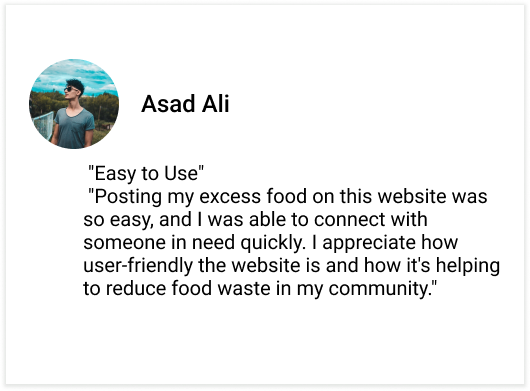 Asad Ali
"Easy to Use"
"Posting my excess food on this website was
so easy, and I was able to connect with
someone in need quickly. I appreciate how
user-friendly the website is and how it's helping
to reduce food waste in my community."